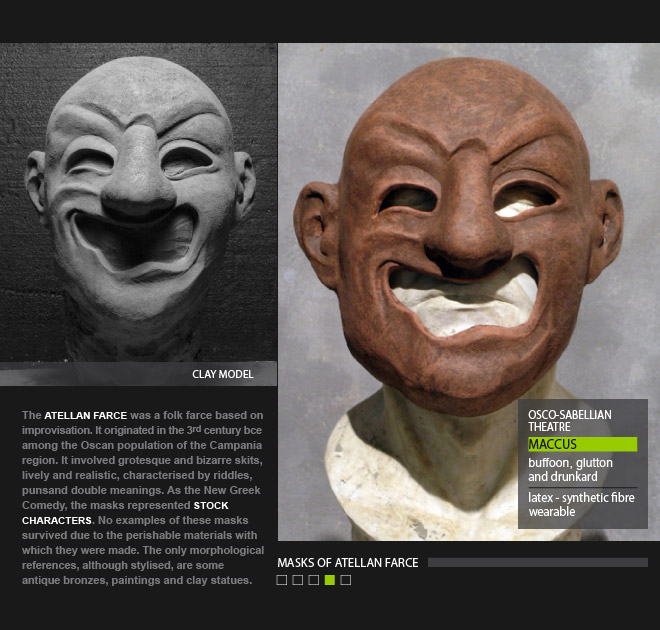 CLAY MODEL
The ATELLAN FARCE was a folk farce based on
improvisation. It originated in the 3rd century bce
among the Oscan population of the Campania
region. It involved grotesque and bizarre skits,
lively and realistic, characterised by riddles,
punsand double meanings. As the New Greek
Comedy, the masks represented STOCK
CHARACTERS. No examples of these masks
survived due to the perishable materials with
which they were made. The only morphological
references, although stylised, are some
antique bronzes, paintings and clay statues.
OSCO-SABELLIAN
THEATRE
MACCUS
buffoon, glutton
and drunkard
latex - synthetic fibre
wearable
MASKS OF ATELLAN FARCE